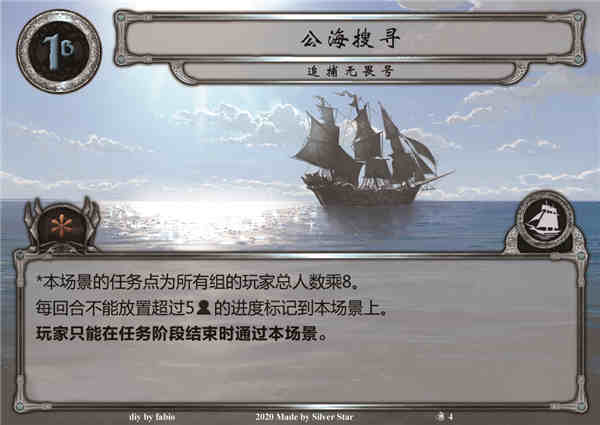 1B
公海搜寻
追捕无畏号
*
*本场景的任务点为所有组的玩家总人数乘8。
每回合不能放置超过5的进度标记到本场景上。
玩家只能在任务阶段结束时通过本场景。
diy by fabio 2020 Made by Silver Star 4